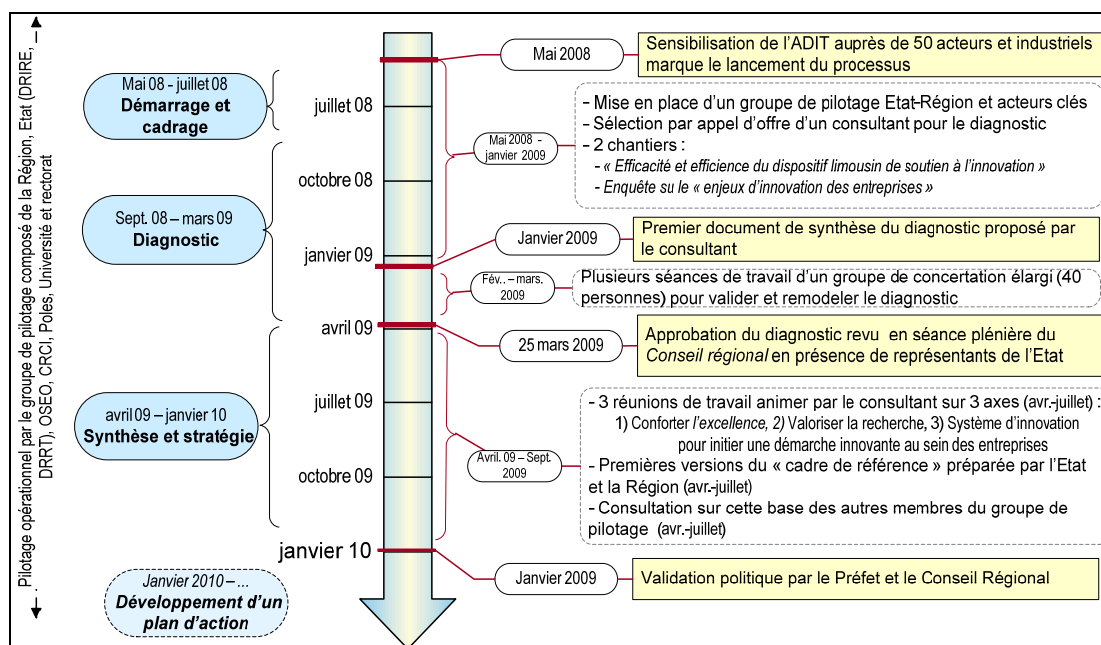 Pilotage opérationnel par le groupe de pilotage composé de la Région, Etat (DRIRE,
DRRT), OSEO, CRCI, Poles, Université et rectorat
Mai 08 - juillet 08
Démarrage et
cadrage
Sept. 08 – mars 09
Diagnostic
avril 09 – janvier 10
Synthèse et stratégie
Janvier 2010 – ...
Développement d'un
plan d'action
juillet 08
octobre 08
janvier 09
avril 09
juillet 09
octobre 09
janvier 10
Mai 2008
Sensibilisation de l'ADIT auprès de 50 acteurs et industriels
marque le lancement du processus
Mai 2008 -
janvier 2009
- Mise en place d'un groupe de pilotage Etat-Région et acteurs clés
- Sélection par appel d'offre d'un consultant pour le diagnostic
- 2 chantiers :
- « Efficacité et efficience du dispositif limousin de soutien à l'innovation »
- Enquête su le « enjeux d'innovation des entreprises »
Janvier 2009
Premier document de synthèse du diagnostic proposé par
le consultant
Fév.. – mars.
2009
Plusieurs séances de travail d'un groupe de concertation élargi (40
personnes) pour valider et remodeler le diagnostic
25 mars 2009
Approbation du diagnostic revu en séance plénière du
Conseil régional en présence de représentants de l'Etat
Avril. 09 – Sept.
2009
- 3 réunions de travail animer par le consultant sur 3 axes (avr.-juillet) :
1) Conforter l'excellence, 2) Valoriser la recherche, 3) Système d'innovation
pour initier une démarche innovante au sein des entreprises
- Premières versions du « cadre de référence » préparée par l'Etat
et la Région (avr.-juillet)
- Consultation sur cette base des autres membres du groupe de
pilotage (avr.-juillet)
Janvier 2009
Validation politique par le Préfet et le Conseil Régional